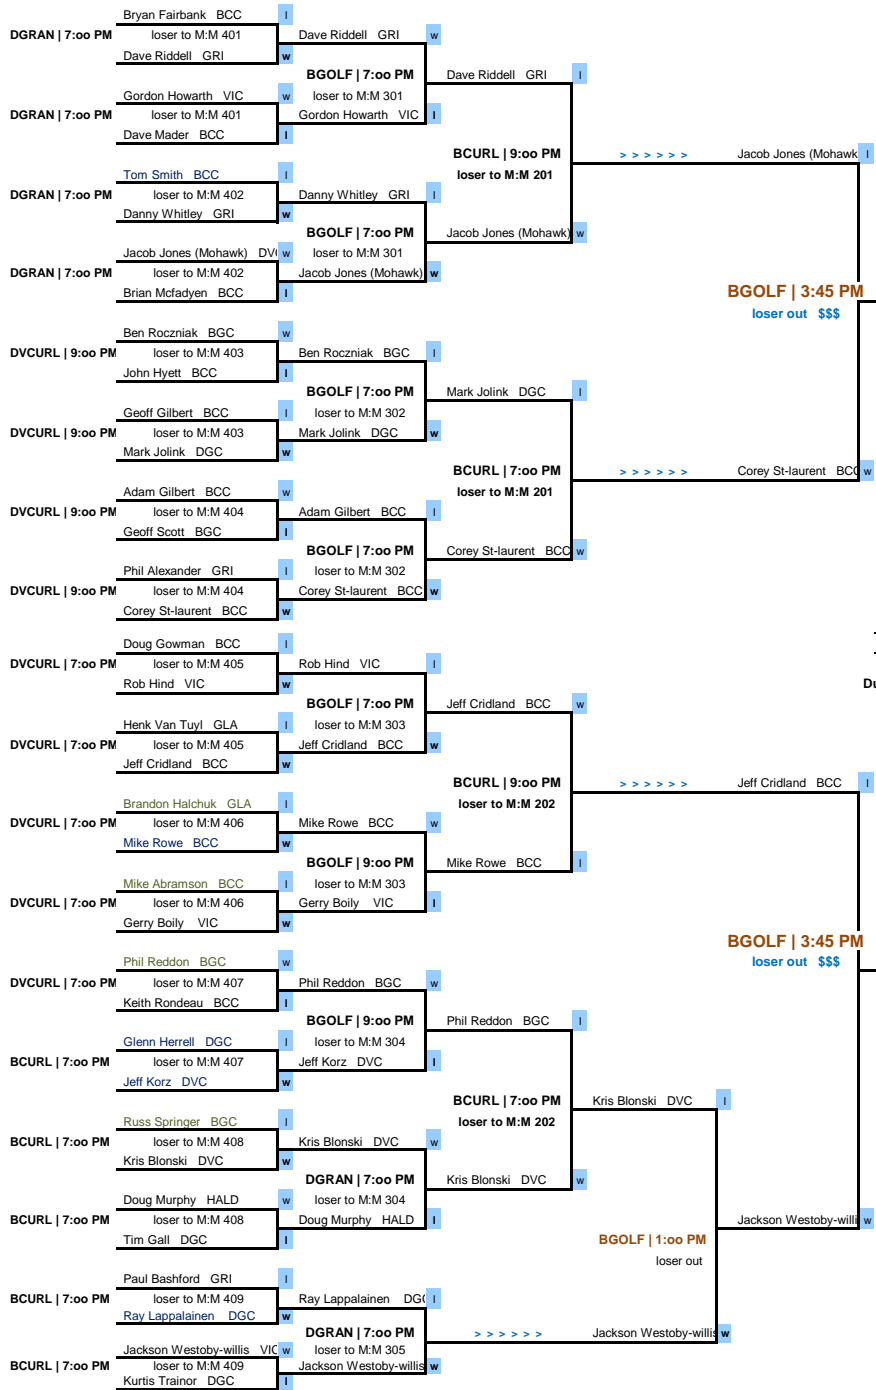 Bryan Fairbank BCC l
DGRAN | 7:oo PM loser to M:M 401 Dave Riddell GRI w
Dave Riddell GRI w
BGOLF | 7:oo PM Dave Riddell GRI l
Gordon Howarth VIC w loser to M:M 301
DGRAN | 7:oo PM loser to M:M 401 Gordon Howarth VIC l
Dave Mader BCC l
BCURL | 9:oo PM > > > > > > Jacob Jones (Mohawk l
Tom Smith BCC l loser to M:M 201
DGRAN | 7:oo PM loser to M:M 402 Danny Whitley GRI l
Danny Whitley GRI w
BGOLF | 7:oo PM Jacob Jones (Mohawk) w
Jacob Jones (Mohawk) DV w loser to M:M 301
DGRAN | 7:oo PM loser to M:M 402 Jacob Jones (Mohawk) w
Brian Mcfadyen BCC l
BGOLF | 3:45 PM
loser out $$$
Ben Roczniak BGC w
DVCURL | 9:oo PM loser to M:M 403 Ben Roczniak BGC l
John Hyett BCC l
BGOLF | 7:oo PM Mark Jolink DGC l
Geoff Gilbert BCC l loser to M:M 302
DVCURL | 9:oo PM loser to M:M 403 Mark Jolink DGC w
Mark Jolink DGC w
BCURL | 7:oo PM > > > > > > Corey St-laurent BCC w
Adam Gilbert BCC w loser to M:M 201
DVCURL | 9:oo PM loser to M:M 404 Adam Gilbert BCC l
Geoff Scott BGC l
BGOLF | 7:oo PM Corey St-laurent BCC w
Phil Alexander GRI l loser to M:M 302
DVCURL | 9:oo PM loser to M:M 404 Corey St-laurent BCC w
Corey St-laurent BCC w
Doug Gowman BCC l
DVCURL | 7:oo PM loser to M:M 405 Rob Hind VIC l
Rob Hind VIC w
BGOLF | 7:oo PM Jeff Cridland BCC w
Henk Van Tuyl GLA l loser to M:M 303
DVCURL | 7:oo PM loser to M:M 405 Jeff Cridland BCC w
Jeff Cridland BCC w
BCURL | 9:oo PM > > > > > > Jeff Cridland BCC l
Brandon Halchuk GLA l loser to M:M 202
DVCURL | 7:oo PM loser to M:M 406 Mike Rowe BCC w
Mike Rowe BCC w
BGOLF | 9:oo PM Mike Rowe BCC l
Mike Abramson BCC l loser to M:M 303
DVCURL | 7:oo PM loser to M:M 406 Gerry Boily VIC l
Gerry Boily VIC w
BGOLF | 3:45 PM
loser out $$$
Phil Reddon BGC w
DVCURL | 7:oo PM loser to M:M 407 Phil Reddon BGC w
Keith Rondeau BCC l
BGOLF | 9:oo PM Phil Reddon BGC l
Glenn Herrell DGC l loser to M:M 304
BCURL | 7:oo PM loser to M:M 407 Jeff Korz DVC l
Jeff Korz DVC w
BCURL | 7:oo PM Kris Blonski DVC l
Russ Springer BGC l loser to M:M 202
BCURL | 7:oo PM loser to M:M 408 Kris Blonski DVC w
Kris Blonski DVC w
DGRAN | 7:oo PM Kris Blonski DVC w
Doug Murphy HALD w loser to M:M 304
BCURL | 7:oo PM loser to M:M 408 Doug Murphy HALD l Jackson Westoby-willi w
Tim Gall DGC l BGOLF | 1:oo PM
loser out
Paul Bashford GRI l
BCURL | 7:oo PM loser to M:M 409 Ray Lappalainen DG l
Ray Lappalainen DGC w
DGRAN | 7:oo PM > > > > > > Jackson Westoby-willis w
Jackson Westoby-willis VIC w loser to M:M 305
BCURL | 7:oo PM loser to M:M 409 Jackson Westoby-willis w
Kurtis Trainor DGC l